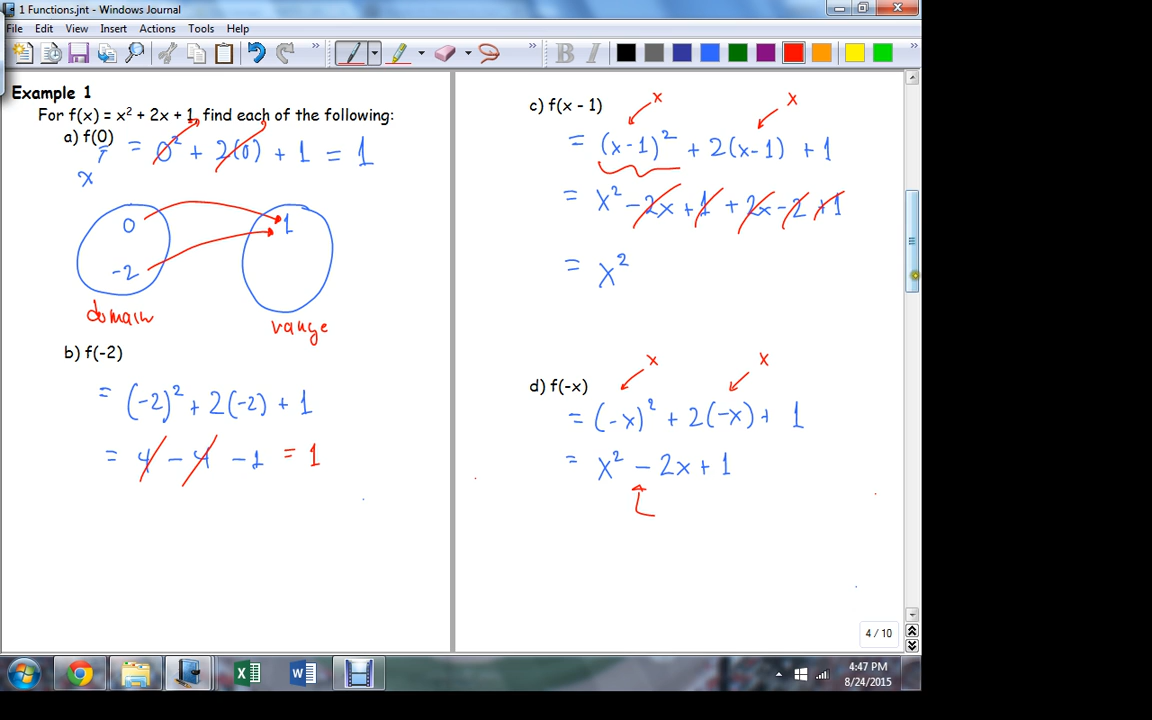 1 Functions.jnt - Windows Journal
File Edit View Insert Actions Tools Help
B I
Example 1
For f(x) = x² + 2x + 1, find each of the following:
a) f(0) = 0² + 2(0) + 1 = 1
x
0 1
-2
domain range
b) f(-2)
= (-2)² + 2(-2) + 1
= 4 - 4 - 1 = 1
c) f(x - 1)
x x
= (x-1)² + 2(x-1) + 1
= x² - 2x + 1 + 2x - 2 + 1
= x²
d) f(-x)
x x
= (-x)² + 2(-x) + 1
= x² - 2x + 1
4 / 10
4:47 PM
8/24/2015